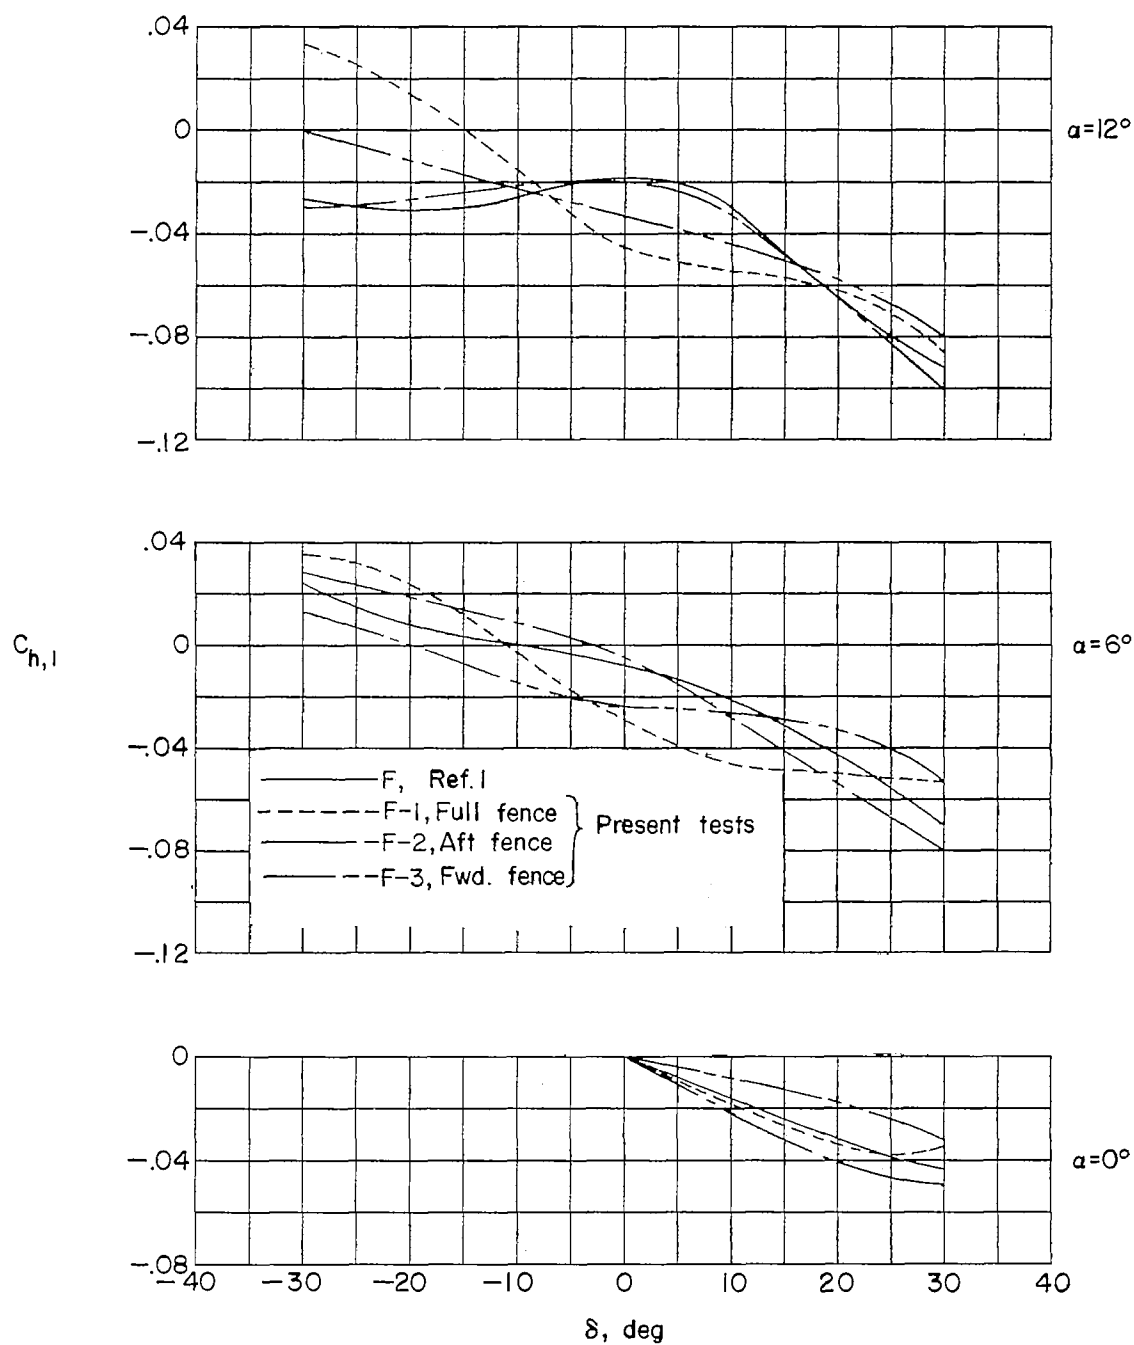 .04
0
-.04
-.08
-.12
α=12°
.04
0
-.04
-.08
-.12
α=6°
C_h,1
F, Ref. 1
F-1, Full fence
F-2, Aft fence
F-3, Fwd. fence
Present tests
0
-.04
-.08
α=0°
-40 -30 -20 -10 0 10 20 30 40
δ, deg